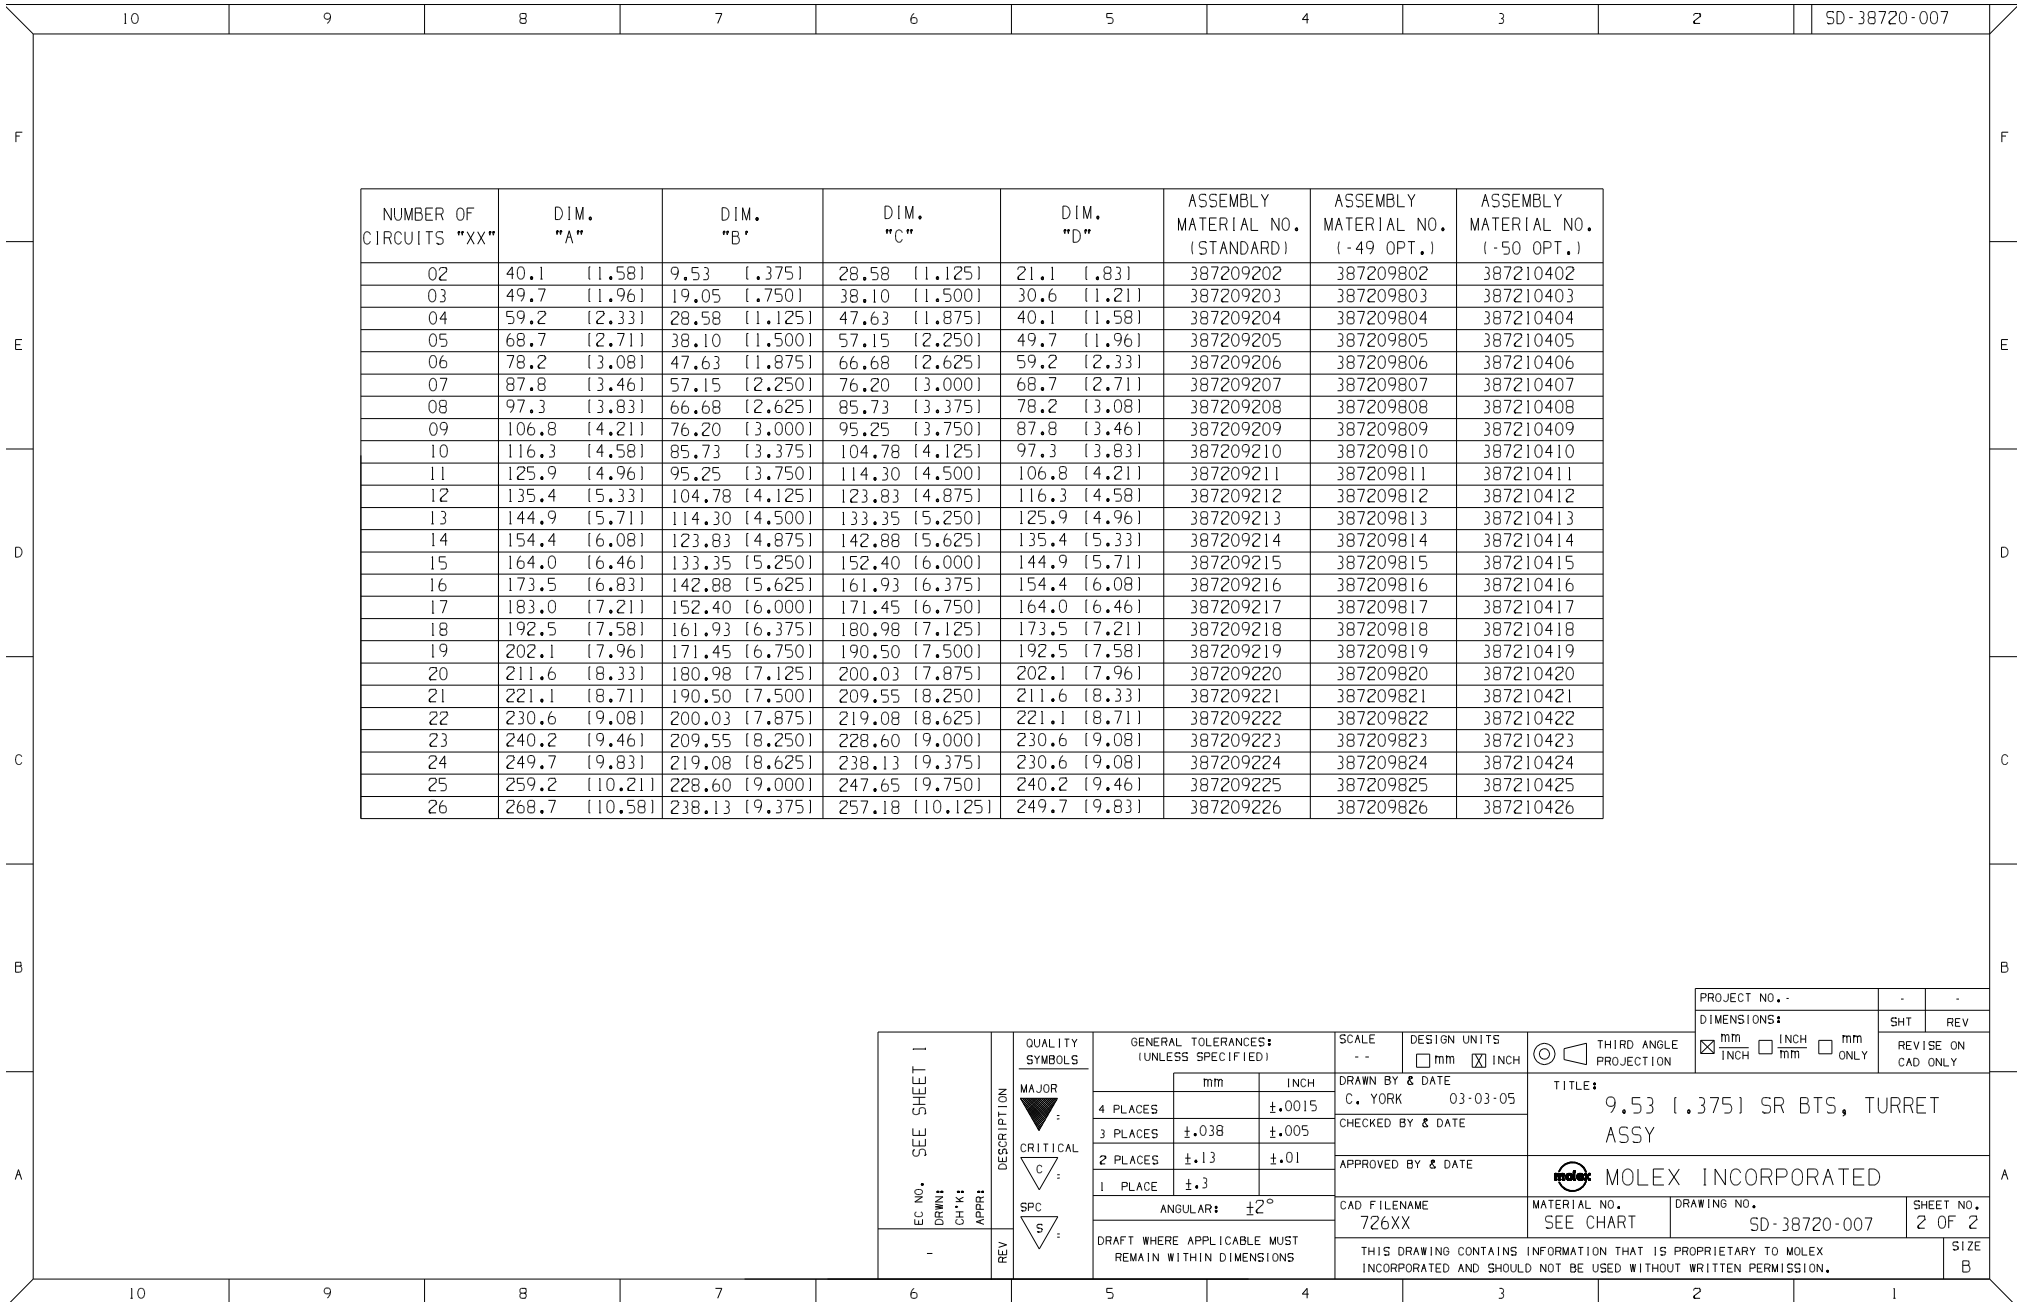 10 9 8 7 6 5 4 3 2 SD-38720-007
F F
E E
D D
C C
B B
A A
NUMBER OF CIRCUITS "XX" DIM. "A" DIM. "B' DIM. "C" DIM. "D" ASSEMBLY MATERIAL NO. (STANDARD) ASSEMBLY MATERIAL NO. (-49 OPT.) ASSEMBLY MATERIAL NO. (-50 OPT.)
02 40.1 [1.58] 9.53 [.375] 28.58 [1.125] 21.1 [.83] 387209202 387209802 387210402
03 49.7 [1.96] 19.05 [.750] 38.10 [1.500] 30.6 [1.21] 387209203 387209803 387210403
04 59.2 [2.33] 28.58 [1.125] 47.63 [1.875] 40.1 [1.58] 387209204 387209804 387210404
05 68.7 [2.71] 38.10 [1.500] 57.15 [2.250] 49.7 [1.96] 387209205 387209805 387210405
06 78.2 [3.08] 47.63 [1.875] 66.68 [2.625] 59.2 [2.33] 387209206 387209806 387210406
07 87.8 [3.46] 57.15 [2.250] 76.20 [3.000] 68.7 [2.71] 387209207 387209807 387210407
08 97.3 [3.83] 66.68 [2.625] 85.73 [3.375] 78.2 [3.08] 387209208 387209808 387210408
09 106.8 [4.21] 76.20 [3.000] 95.25 [3.750] 87.8 [3.46] 387209209 387209809 387210409
10 116.3 [4.58] 85.73 [3.375] 104.78 [4.125] 97.3 [3.83] 387209210 387209810 387210410
11 125.9 [4.96] 95.25 [3.750] 114.30 [4.500] 106.8 [4.21] 387209211 387209811 387210411
12 135.4 [5.33] 104.78 [4.125] 123.83 [4.875] 116.3 [4.58] 387209212 387209812 387210412
13 144.9 [5.71] 114.30 [4.500] 133.35 [5.250] 125.9 [4.96] 387209213 387209813 387210413
14 154.4 [6.08] 123.83 [4.875] 142.88 [5.625] 135.4 [5.33] 387209214 387209814 387210414
15 164.0 [6.46] 133.35 [5.250] 152.40 [6.000] 144.9 [5.71] 387209215 387209815 387210415
16 173.5 [6.83] 142.88 [5.625] 161.93 [6.375] 154.4 [6.08] 387209216 387209816 387210416
17 183.0 [7.21] 152.40 [6.000] 171.45 [6.750] 164.0 [6.46] 387209217 387209817 387210417
18 192.5 [7.58] 161.93 [6.375] 180.98 [7.125] 173.5 [7.21] 387209218 387209818 387210418
19 202.1 [7.96] 171.45 [6.750] 190.50 [7.500] 192.5 [7.58] 387209219 387209819 387210419
20 211.6 [8.33] 180.98 [7.125] 200.03 [7.875] 202.1 [7.96] 387209220 387209820 387210420
21 221.1 [8.71] 190.50 [7.500] 209.55 [8.250] 211.6 [8.33] 387209221 387209821 387210421
22 230.6 [9.08] 200.03 [7.875] 219.08 [8.625] 221.1 [8.71] 387209222 387209822 387210422
23 240.2 [9.46] 209.55 [8.250] 228.60 [9.000] 230.6 [9.08] 387209223 387209823 387210423
24 249.7 [9.83] 219.08 [8.625] 238.13 [9.375] 230.6 [9.08] 387209224 387209824 387210424
25 259.2 [10.21] 228.60 [9.000] 247.65 [9.750] 240.2 [9.46] 387209225 387209825 387210425
26 268.7 [10.58] 238.13 [9.375] 257.18 [10.125] 249.7 [9.83] 387209226 387209826 387210426
EC NO. SEE SHEET 1
DRWN:
CH'K:
APPR:
-
DESCRIPTION
REV
QUALITY SYMBOLS
MAJOR
=
CRITICAL
C =
SPC
S =
GENERAL TOLERANCES:
(UNLESS SPECIFIED)
mm INCH
4 PLACES ±.0015
3 PLACES ±.038 ±.005
2 PLACES ±.13 ±.01
1 PLACE ±.3
ANGULAR: ±2°
DRAFT WHERE APPLICABLE MUST
REMAIN WITHIN DIMENSIONS
SCALE
--
DESIGN UNITS
mm X INCH
THIRD ANGLE
PROJECTION
PROJECT NO.- - -
DIMENSIONS: SHT REV
mm INCH INCH mm mm ONLY
REVISE ON
CAD ONLY
DRAWN BY & DATE
C. YORK 03-03-05
CHECKED BY & DATE
APPROVED BY & DATE
TITLE:
9.53 [.375] SR BTS, TURRET
ASSY
molex MOLEX INCORPORATED
CAD FILENAME
726XX
MATERIAL NO.
SEE CHART
DRAWING NO.
SD-38720-007
SHEET NO.
2 OF 2
THIS DRAWING CONTAINS INFORMATION THAT IS PROPRIETARY TO MOLEX
INCORPORATED AND SHOULD NOT BE USED WITHOUT WRITTEN PERMISSION.
SIZE
B
10 9 8 7 6 5 4 3 2 1